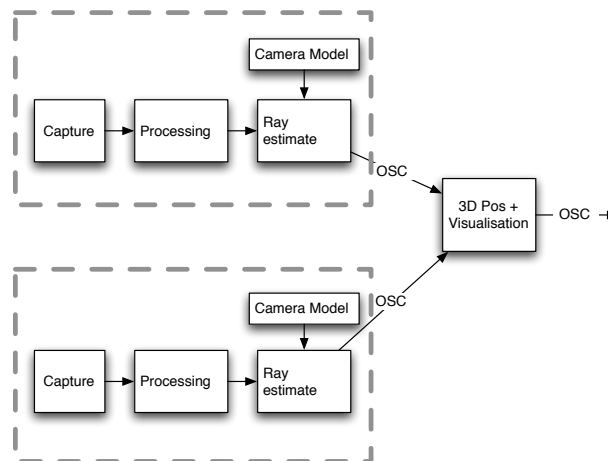 Camera Model
Capture
Processing
Ray
estimate
OSC
3D Pos +
Visualisation
OSC
OSC
Camera Model
Capture
Processing
Ray
estimate